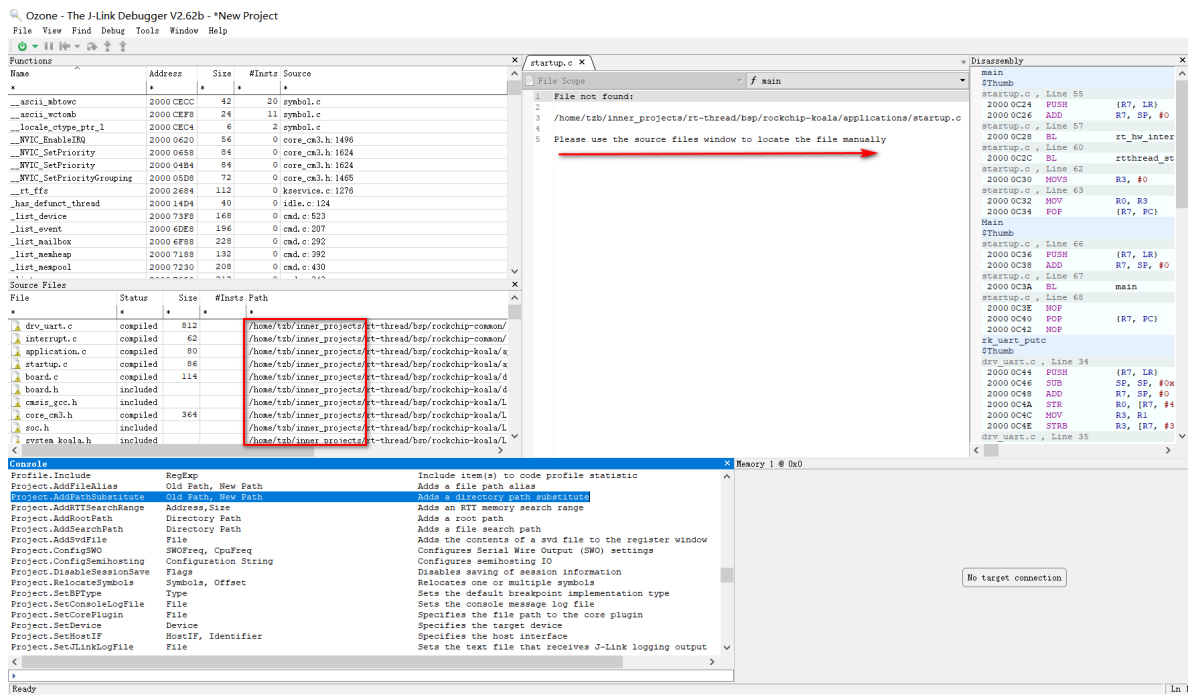 Ozone - The J-Link Debugger V2.62b - *New Project
File View Find Debug Tools Window Help
Functions
Name Address Size #Insts Source
* * * * *
__ascii_mbtowc 2000 CECC 42 20 symbol.c
__ascii_wctomb 2000 CEF8 24 11 symbol.c
__locale_ctype_ptr_l 2000 CEC4 6 2 symbol.c
__NVIC_EnableIRQ 2000 0620 56 0 core_cm3.h:1496
__NVIC_SetPriority 2000 0658 84 0 core_cm3.h:1624
__NVIC_SetPriority 2000 04B4 84 0 core_cm3.h:1624
__NVIC_SetPriorityGrouping 2000 05D8 72 0 core_cm3.h:1465
__rt_ffs 2000 2684 112 0 kservice.c:1276
_has_defunct_thread 2000 14D4 40 0 idle.c:124
_list_device 2000 73F8 168 0 cmd.c:523
_list_event 2000 6DE8 196 0 cmd.c:207
_list_mailbox 2000 6F88 228 0 cmd.c:292
_list_memheap 2000 7188 132 0 cmd.c:392
_list_mempool 2000 7230 208 0 cmd.c:430
Source Files
File Status Size #Insts Path
* * * * *
drv_uart.c compiled 812 /home/tzb/inner_projects/rt-thread/bsp/rockchip-common/
interrupt.c compiled 62 /home/tzb/inner_projects/rt-thread/bsp/rockchip-common/
application.c compiled 80 /home/tzb/inner_projects/rt-thread/bsp/rockchip-koala/a
startup.c compiled 86 /home/tzb/inner_projects/rt-thread/bsp/rockchip-koala/a
board.c compiled 114 /home/tzb/inner_projects/rt-thread/bsp/rockchip-koala/d
board.h included /home/tzb/inner_projects/rt-thread/bsp/rockchip-koala/d
cmsis_gcc.h included /home/tzb/inner_projects/rt-thread/bsp/rockchip-koala/L
core_cm3.h compiled 364 /home/tzb/inner_projects/rt-thread/bsp/rockchip-koala/L
soc.h included /home/tzb/inner_projects/rt-thread/bsp/rockchip-koala/L
system_koala.h included /home/tzb/inner_projects/rt-thread/bsp/rockchip-koala/L
startup.c
File Scope f main
1 File not found:
2
3 /home/tzb/inner_projects/rt-thread/bsp/rockchip-koala/applications/startup.c
4
5 Please use the source files window to locate the file manually
Disassembly
main
$Thumb
startup.c , Line 55
2000 0C24 PUSH {R7, LR}
2000 0C26 ADD R7, SP, #0
startup.c , Line 57
2000 0C28 BL rt_hw_inter
startup.c , Line 60
2000 0C2C BL rtthread_st
startup.c , Line 62
2000 0C30 MOVS R3, #0
startup.c , Line 63
2000 0C32 MOV R0, R3
2000 0C34 POP {R7, PC}
Main
$Thumb
startup.c , Line 66
2000 0C36 PUSH {R7, LR}
2000 0C38 ADD R7, SP, #0
startup.c , Line 67
2000 0C3A BL main
startup.c , Line 68
2000 0C3E NOP
2000 0C40 POP {R7, PC}
2000 0C42 NOP
rk_uart_putc
$Thumb
drv_uart.c , Line 34
2000 0C44 PUSH {R7, LR}
2000 0C46 SUB SP, SP, #0x
2000 0C48 ADD R7, SP, #0
2000 0C4A STR R0, [R7, #4
2000 0C4C MOV R3, R1
2000 0C4E STRB R3, [R7, #3
drv_uart.c , Line 35
Console
Profile.Include RegExp Include item(s) to code profile statistic
Project.AddFileAlias Old Path, New Path Adds a file path alias
Project.AddPathSubstitute Old Path, New Path Adds a directory path substitute
Project.AddRTTSearchRange Address,Size Adds an RTT memory search range
Project.AddRootPath Directory Path Adds a root path
Project.AddSearchPath Directory Path Adds a file search path
Project.AddSvdFile File Adds the contents of a svd file to the register window
Project.ConfigSWO SWOFreq, CpuFreq Configures Serial Wire Output (SWO) settings
Project.ConfigSemihosting Configuration String Configures semihosting IO
Project.DisableSessionSave Flags Disables saving of session information
Project.RelocateSymbols Symbols, Offset Relocates one or multiple symbols
Project.SetBPType Type Sets the default breakpoint implementation type
Project.SetConsoleLogFile File Sets the console message log file
Project.SetCorePlugin File Specifies the file path to the core plugin
Project.SetDevice Device Specifies the target device
Project.SetHostIF HostIF, Identifier Specifies the host interface
Project.SetJLinkLogFile File Sets the text file that receives J-Link logging output
Memory 1 @ 0x0
No target connection
Ready
Ln 1